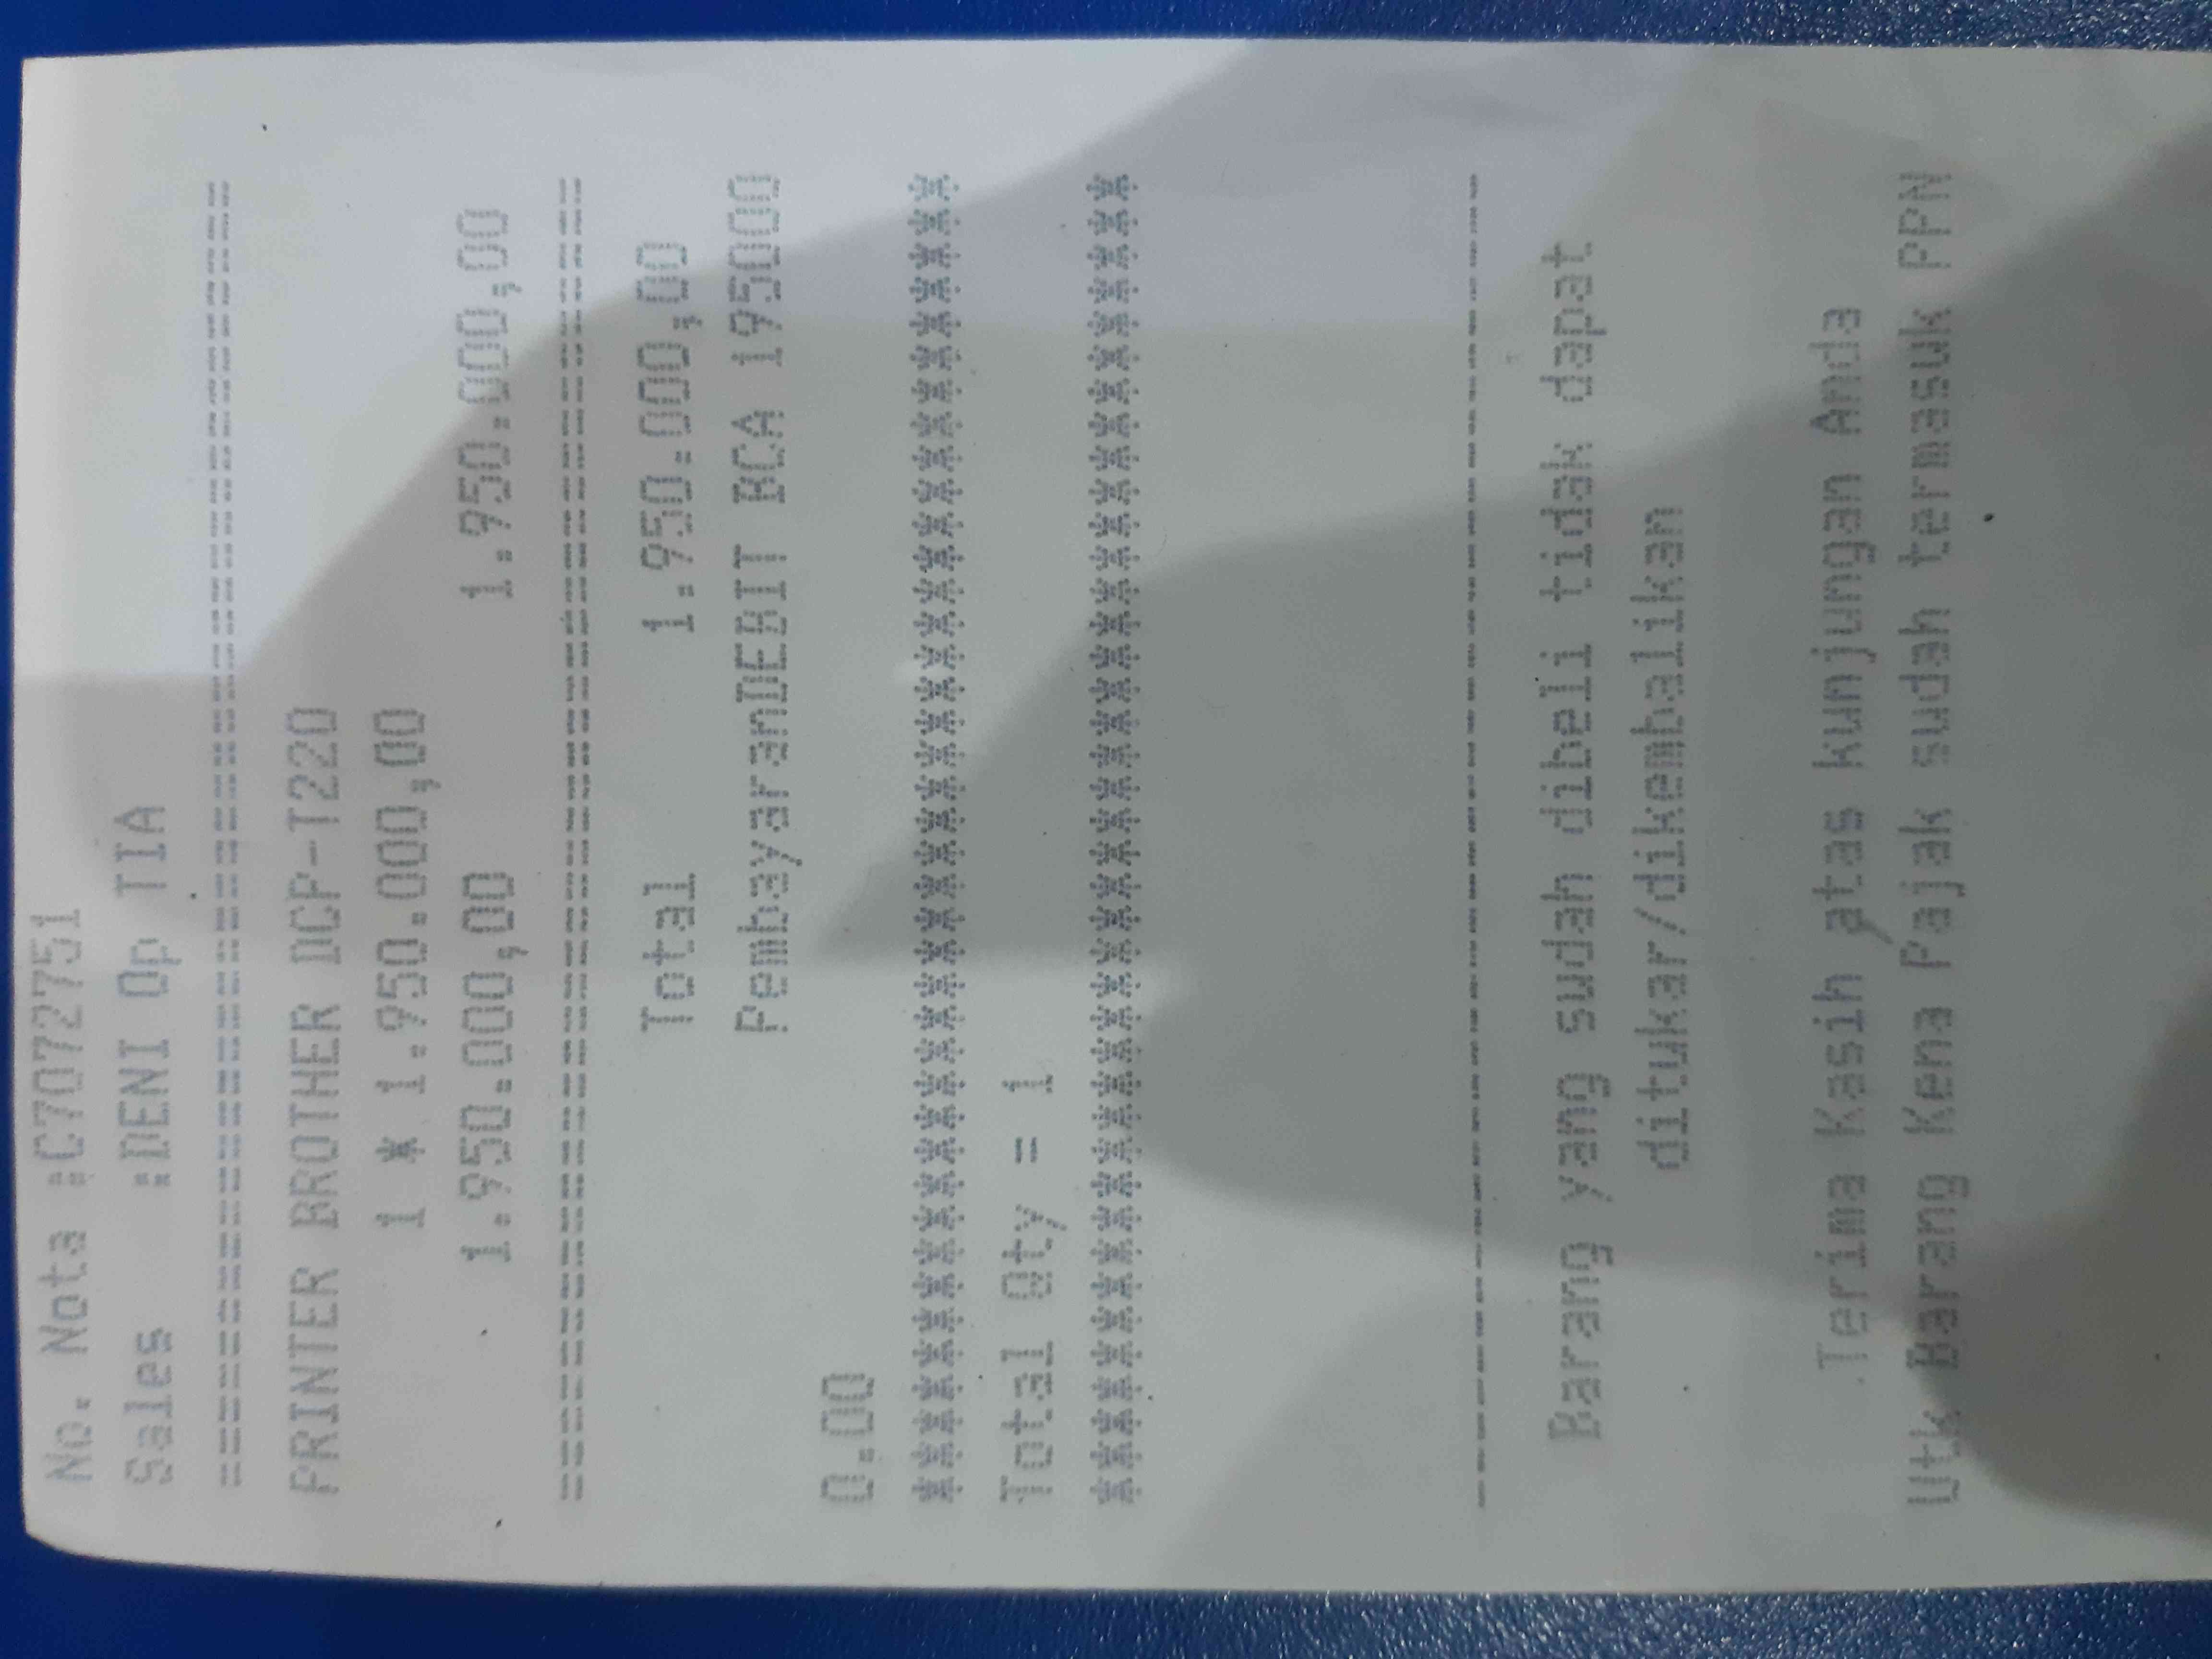 No. Nota :C7072751
Sales :DENI Op TIA
========================================
PRINTER BROTHER DCP-T220
1 * 1.950.000,00
1.950.000,00 1.950.000,00
========================================
Total 1.950.000,00
PembayaranDEBIT BCA 195000
0.00
****************************************
Total Qty = 1
****************************************
----------------------------------------
Barang yang sudah dibeli tidak dapat
ditukar/dikembalikan
Terima Kasih atas kunjungan Anda
Utk Barang Kena Pajak sudah termasuk PPN